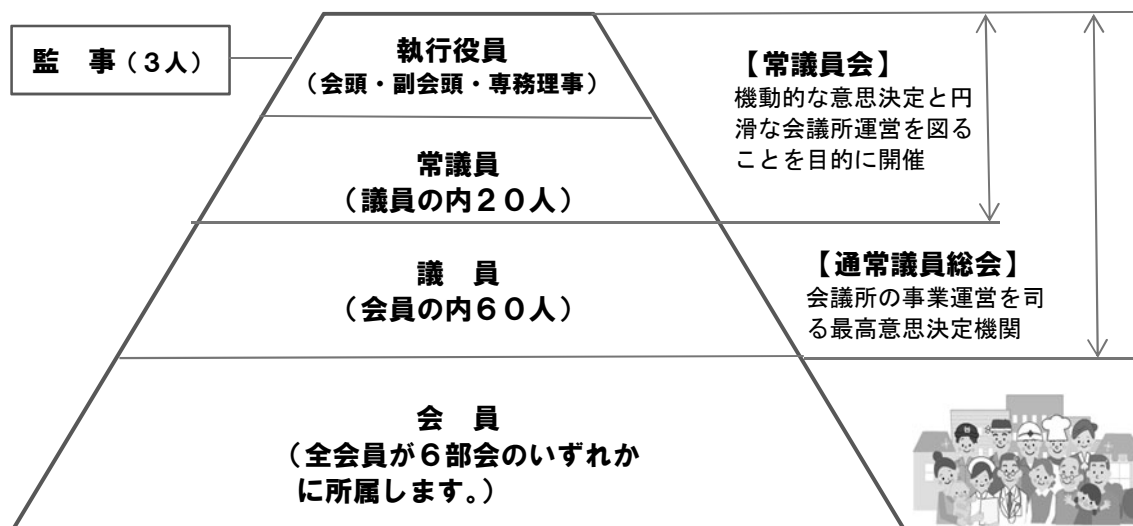 監　事（３人）
執行役員
（会頭・副会頭・専務理事）
常議員
（議員の内２０人）
議　員
（会員の内６０人）
会　員
（全会員が６部会のいずれか
に所属します。）
【常議員会】
機動的な意思決定と円
滑な会議所運営を図る
ことを目的に開催
【通常議員総会】
会議所の事業運営を司
る最高意思決定機関